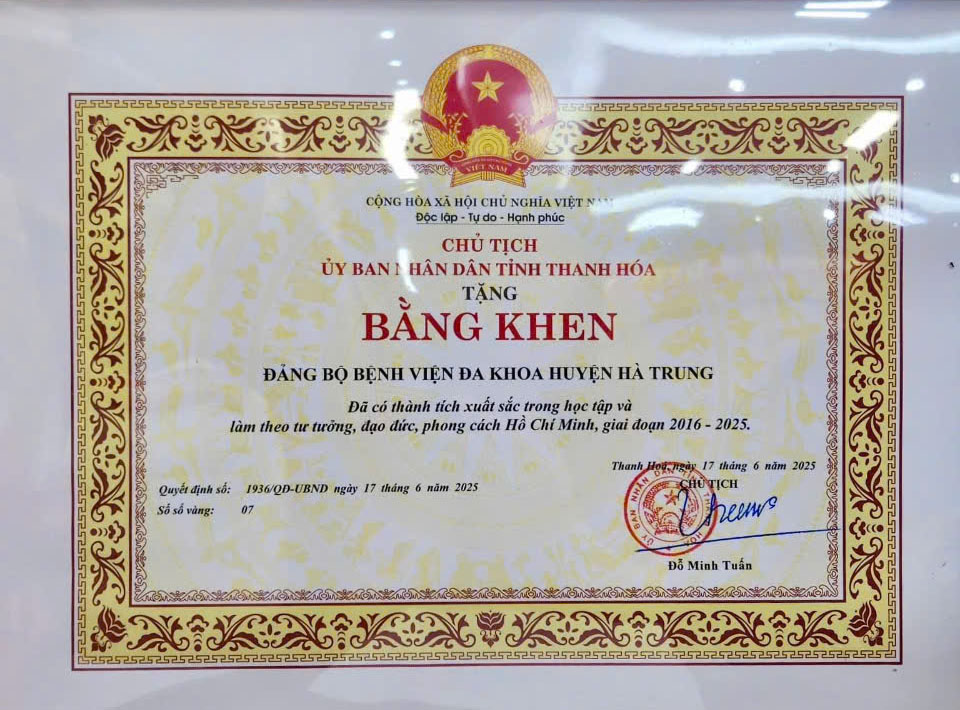 VIỆT NAM
CỘNG HÒA XÃ HỘI CHỦ NGHĨA VIỆT NAM
Độc lập - Tự do - Hạnh phúc
CHỦ TỊCH
ỦY BAN NHÂN DÂN TỈNH THANH HÓA
TẶNG
BẰNG KHEN
ĐẢNG BỘ BỆNH VIỆN ĐA KHOA HUYỆN HÀ TRUNG
Đã có thành tích xuất sắc trong học tập và
làm theo tư tưởng, đạo đức, phong cách Hồ Chí Minh, giai đoạn 2016 - 2025.
Thanh Hoá, ngày 17 tháng 6 năm 2025
Quyết định số: 1936/QĐ-UBND ngày 17 tháng 6 năm 2025
CHỦ TỊCH
Số sổ vàng: 07
Đỗ Minh Tuấn